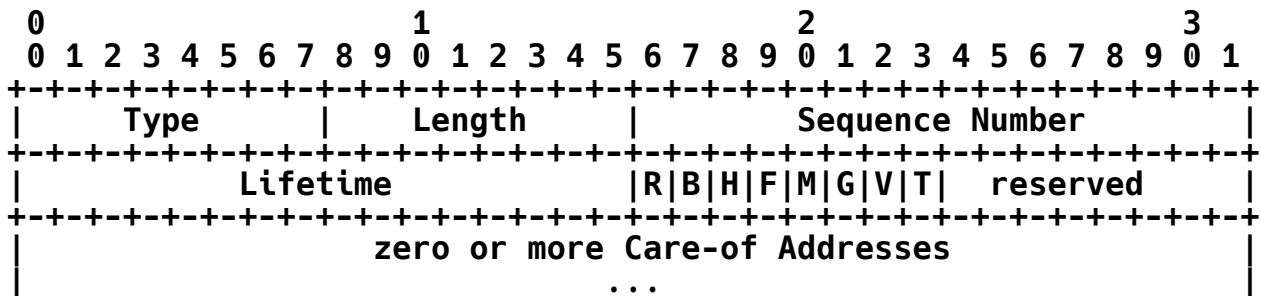 0                   1                   2                   3
 0 1 2 3 4 5 6 7 8 9 0 1 2 3 4 5 6 7 8 9 0 1 2 3 4 5 6 7 8 9 0 1
+-+-+-+-+-+-+-+-+-+-+-+-+-+-+-+-+-+-+-+-+-+-+-+-+-+-+-+-+-+-+-+-+
|     Type      |    Length     |        Sequence Number        |
+-+-+-+-+-+-+-+-+-+-+-+-+-+-+-+-+-+-+-+-+-+-+-+-+-+-+-+-+-+-+-+-+
|           Lifetime            |R|B|H|F|M|G|V|T|  reserved     |
+-+-+-+-+-+-+-+-+-+-+-+-+-+-+-+-+-+-+-+-+-+-+-+-+-+-+-+-+-+-+-+-+
|                  zero or more Care-of Addresses               |
|                              ...                              |